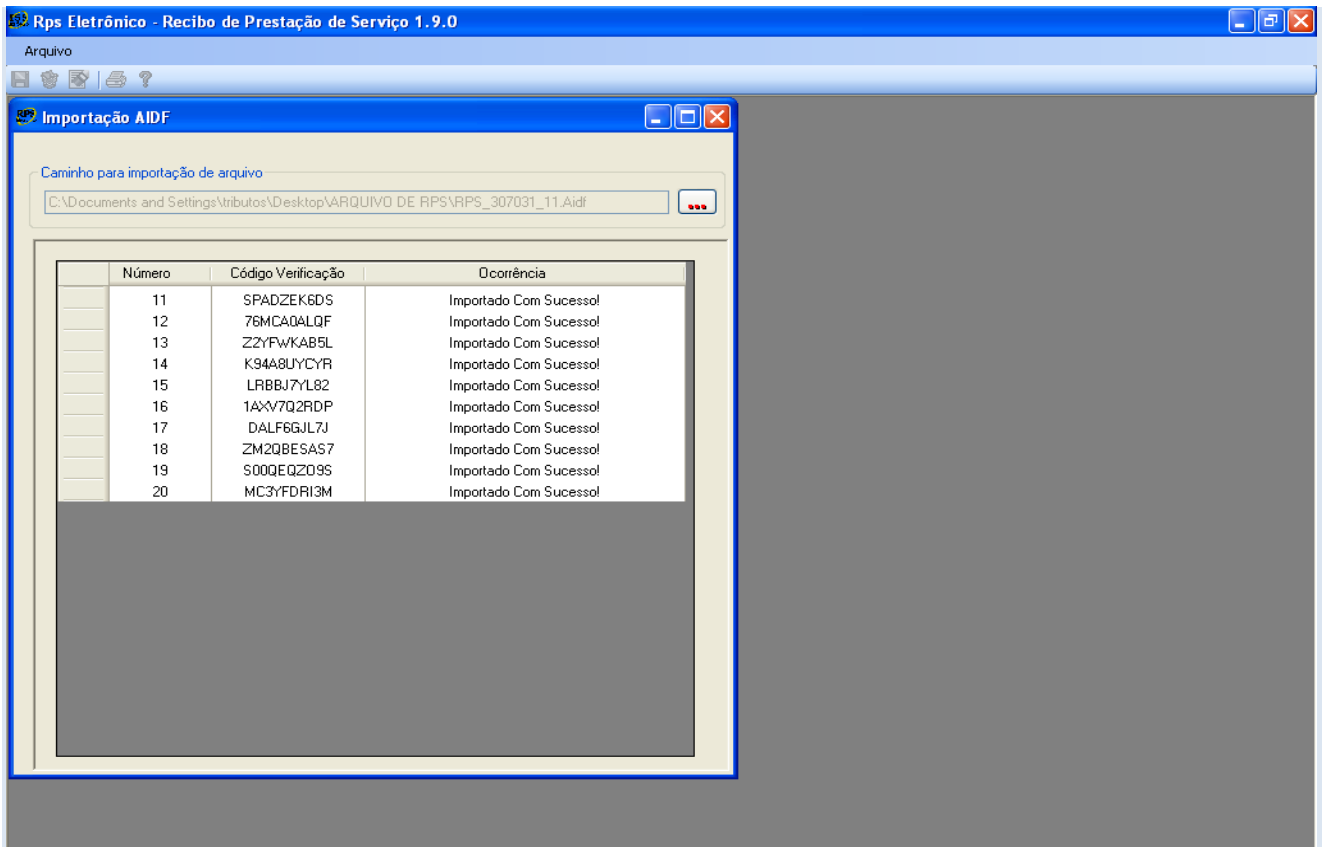 Rps Eletrônico - Recibo de Prestação de Serviço 1.9.0
Arquivo
Importação AIDF
Caminho para importação de arquivo
C:\Documents and Settings\tributos\Desktop\ARQUIVO DE RPS\RPS_307031_11.Aidf ...
Número Código Verificação Ocorrência
11 SPADZEK6DS Importado Com Sucesso!
12 76MCA0ALQF Importado Com Sucesso!
13 Z2YFWKAB5L Importado Com Sucesso!
14 K94A8UYCYR Importado Com Sucesso!
15 LRBBJ7YL82 Importado Com Sucesso!
16 1AXV7Q2RDP Importado Com Sucesso!
17 DALF6GJL7J Importado Com Sucesso!
18 ZM2QBESAS7 Importado Com Sucesso!
19 S00QEQZO9S Importado Com Sucesso!
20 MC3YFDRI3M Importado Com Sucesso!